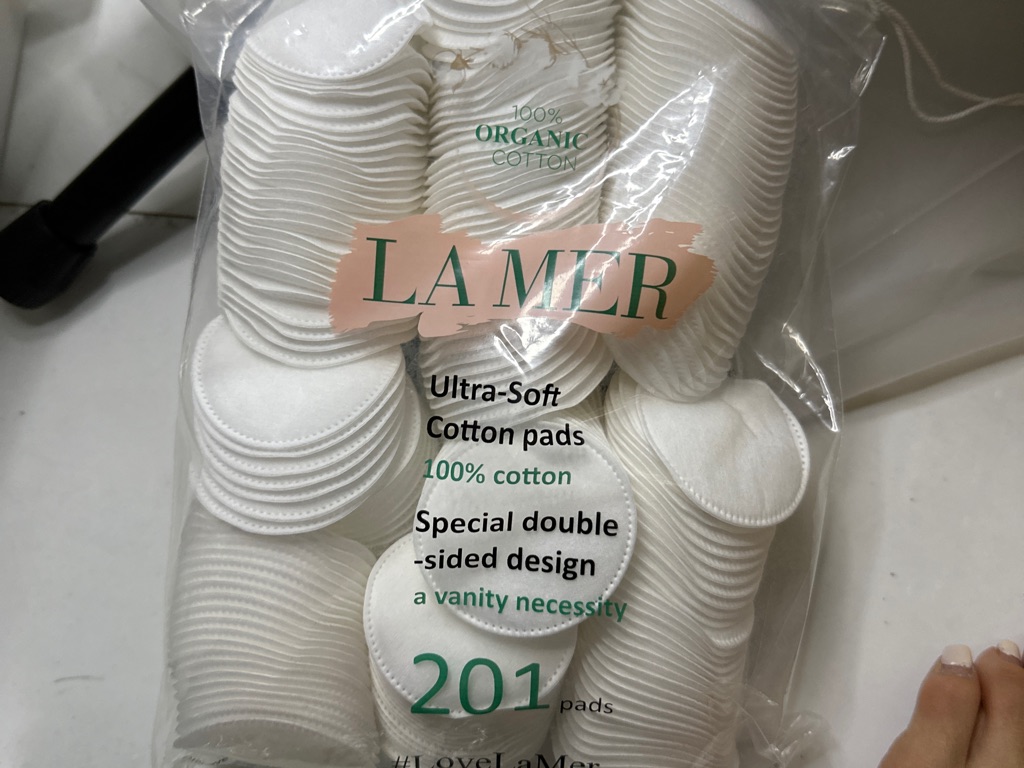 100%
ORGANIC
COTTON
LA MER
Ultra-Soft
Cotton pads
100% cotton
Special double
-sided design
a vanity necessity
201 pads
#LoveLaMer